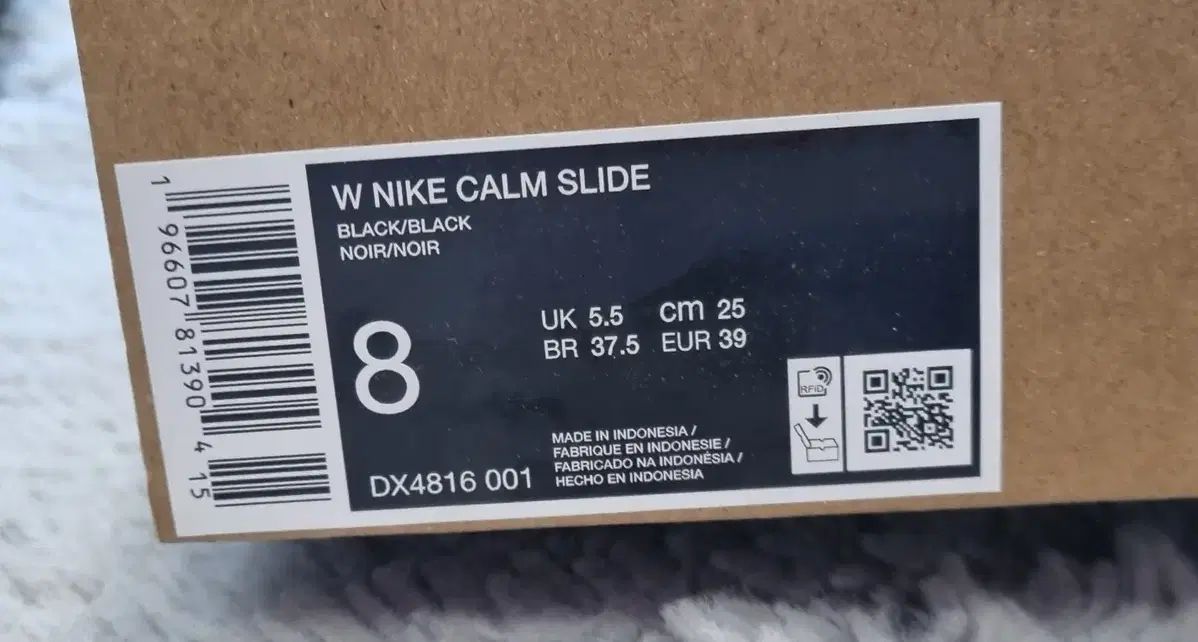 W NIKE CALM SLIDE
BLACK/BLACK
NOIR/NOIR
8
UK 5.5 cm 25
BR 37.5 EUR 39
MADE IN INDONESIA /
FABRIQUE EN INDONESIE /
FABRICADO NA INDONÉSIA /
HECHO EN INDONESIA
DX4816 001
RFID
1 96607 81390 4 15